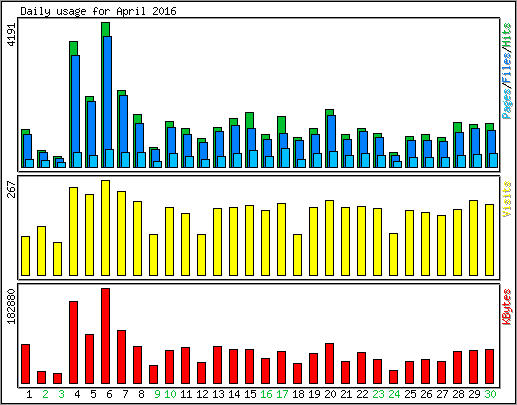 Daily usage for April 2016
4191
Pages/Files/Hits
267
Visits
182880
KBytes
1 2 3 4 5 6 7 8 9 10 11 12 13 14 15 16 17 18 19 20 21 22 23 24 25 26 27 28 29 30